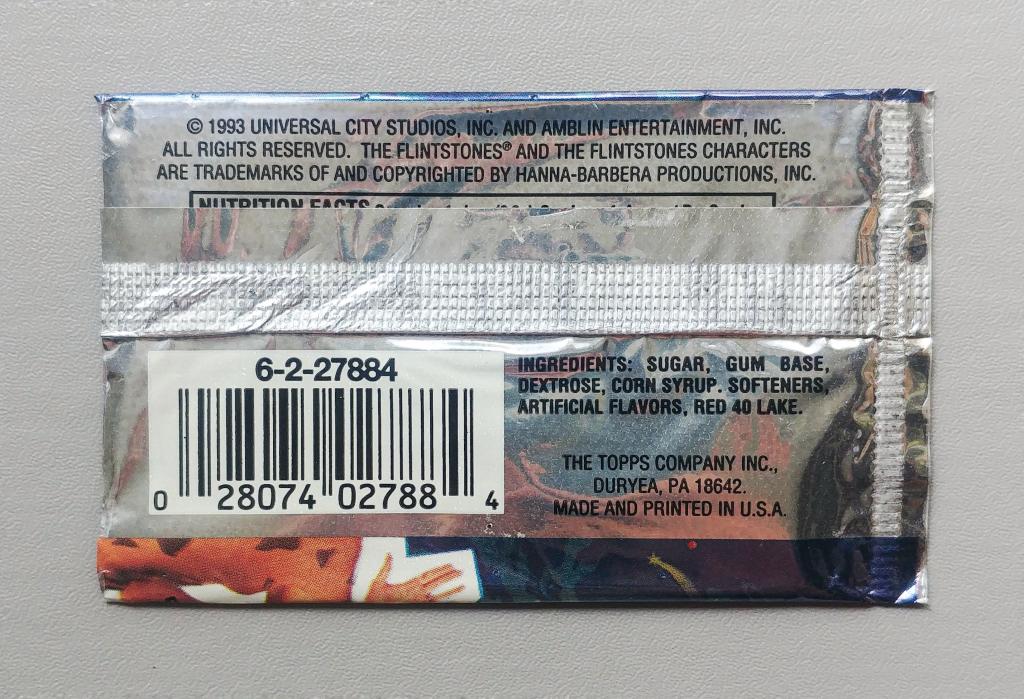 © 1993 UNIVERSAL CITY STUDIOS, INC. AND AMBLIN ENTERTAINMENT, INC.
ALL RIGHTS RESERVED. THE FLINTSTONES® AND THE FLINTSTONES CHARACTERS
ARE TRADEMARKS OF AND COPYRIGHTED BY HANNA-BARBERA PRODUCTIONS, INC.
NUTRITION FACTS
6-2-27884
0 28074 02788 4
INGREDIENTS: SUGAR, GUM BASE,
DEXTROSE, CORN SYRUP. SOFTENERS,
ARTIFICIAL FLAVORS, RED 40 LAKE.
THE TOPPS COMPANY INC.,
DURYEA, PA 18642.
MADE AND PRINTED IN U.S.A.